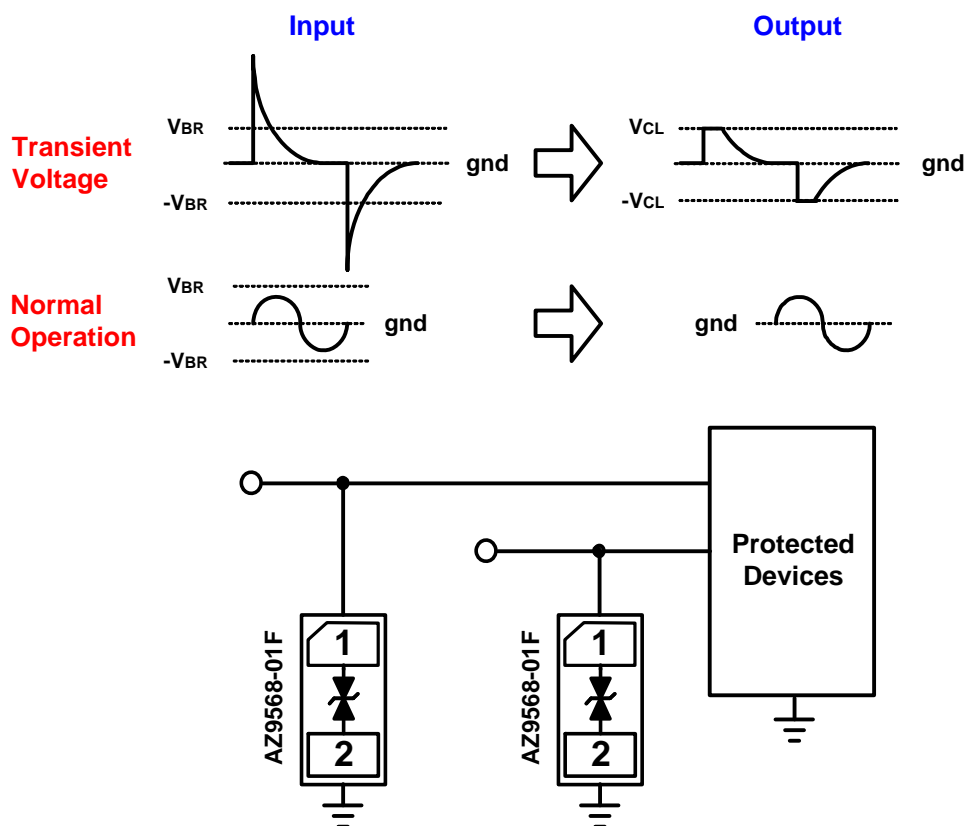 Input
Output
Transient
Voltage
VBR
gnd
-VBR
VCL
gnd
-VCL
Normal
Operation
VBR
gnd
-VBR
gnd
Protected
Devices
AZ9568-01F
1
2
AZ9568-01F
1
2